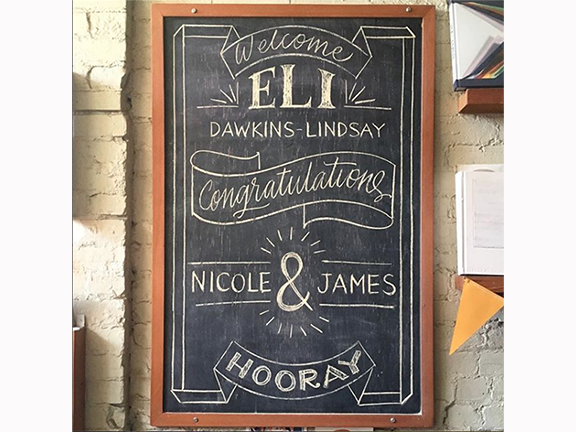 Welcome
ELI
DAWKINS-LINDSAY
Congratulations
NICOLE & JAMES
HOORAY